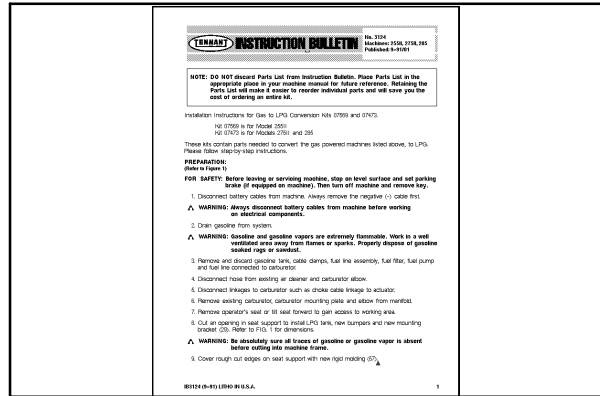 TENNANT INSTRUCTION BULLETIN
No. 3124
Machines: 255II, 275II, 285
Published: 9-91/01
NOTE: DO NOT discard Parts List from Instruction Bulletin. Place Parts List in the
appropriate place in your machine manual for future reference. Retaining the
Parts List will make it easier to reorder individual parts and will save you the
cost of ordering an entire kit.
Installation Instructions for Gas to LPG Conversion Kits 07569 and 07473.
Kit 07569 is for Model 255II
Kit 07473 is for Models 275II and 285
These kits contain parts needed to convert the gas powered machines listed above, to LPG.
Please follow step-by-step instructions.
PREPARATION:
(Refer to Figure 1)
FOR SAFETY: Before leaving or servicing machine, stop on level surface and set parking
brake (if equipped on machine). Then turn off machine and remove key.
1. Disconnect battery cables from machine. Always remove the negative (-) cable first.
WARNING: Always disconnect battery cables from machine before working
on electrical components.
2. Drain gasoline from system.
WARNING: Gasoline and gasoline vapors are extremely flammable. Work in a well
ventilated area away from flames or sparks. Properly dispose of gasoline
soaked rags or sawdust.
3. Remove and discard gasoline tank, cable clamps, fuel line assembly, fuel filter, fuel pump
and fuel line connected to carburetor.
4. Disconnect hose from existing air cleaner and carburetor elbow.
5. Disconnect linkages to carburetor such as choke cable linkage to actuator.
6. Remove existing carburetor, carburetor mounting plate and elbow from manifold.
7. Remove operator's seat or tilt seat forward to gain access to working area.
8. Cut an opening in seat support to install LPG tank, new bumpers and new mounting
bracket (29). Refer to FIG. 1 for dimensions.
WARNING: Be absolutely sure all traces of gasoline or gasoline vapor is absent
before cutting into machine frame.
9. Cover rough cut edges on seat support with new rigid molding (57)
IB3124 (9-91) LITHO IN U.S.A.
1